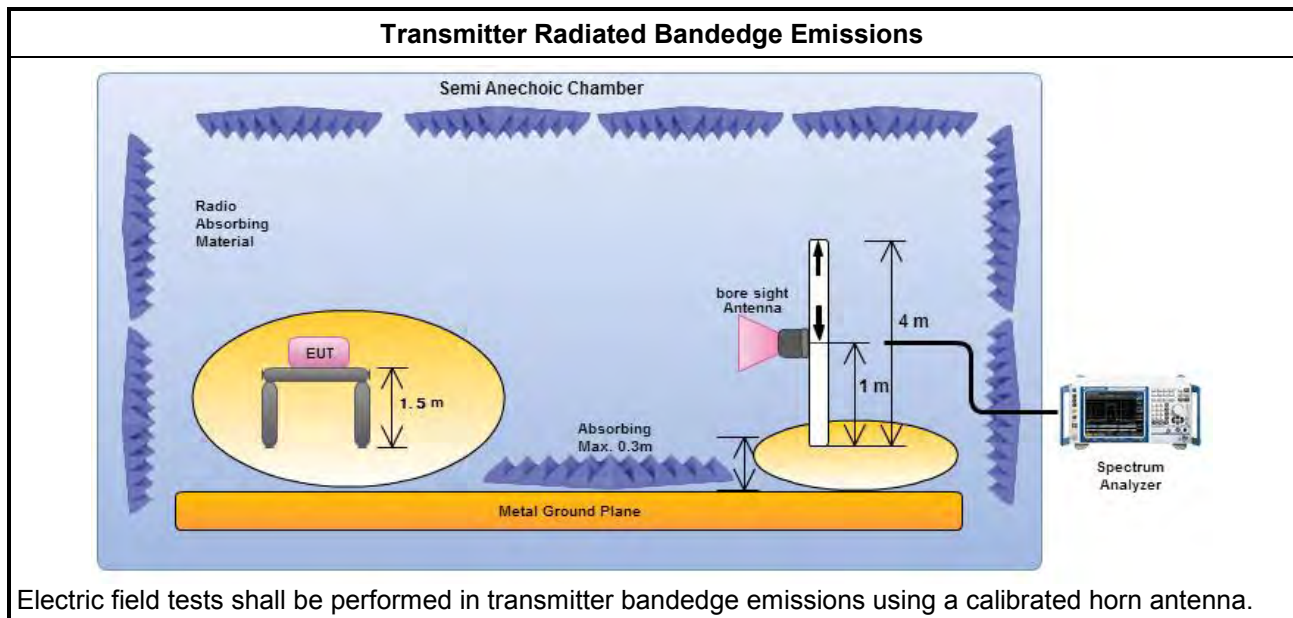 Transmitter Radiated Bandedge Emissions
Semi Anechoic Chamber
Radio
Absorbing
Material
bore sight
Antenna
4 m
EUT
1 m
1.5 m
Absorbing
Max. 0.3m
Spectrum
Analyzer
Metal Ground Plane
Electric field tests shall be performed in transmitter bandedge emissions using a calibrated horn antenna.